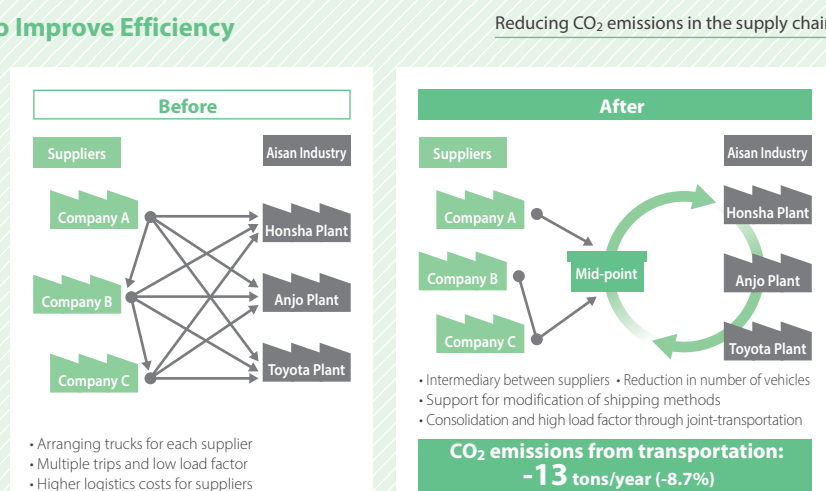 o Improve Efficiency
Reducing CO₂ emissions in the supply chain
Before
Suppliers
Aisan Industry
Company A
Honsha Plant
Company B
Anjo Plant
Company C
Toyota Plant
• Arranging trucks for each supplier
• Multiple trips and low load factor
• Higher logistics costs for suppliers
After
Suppliers
Aisan Industry
Company A
Honsha Plant
Company B
Mid-point
Anjo Plant
Company C
Toyota Plant
• Intermediary between suppliers • Reduction in number of vehicles
• Support for modification of shipping methods
• Consolidation and high load factor through joint-transportation
CO₂ emissions from transportation:
-13 tons/year (-8.7%)